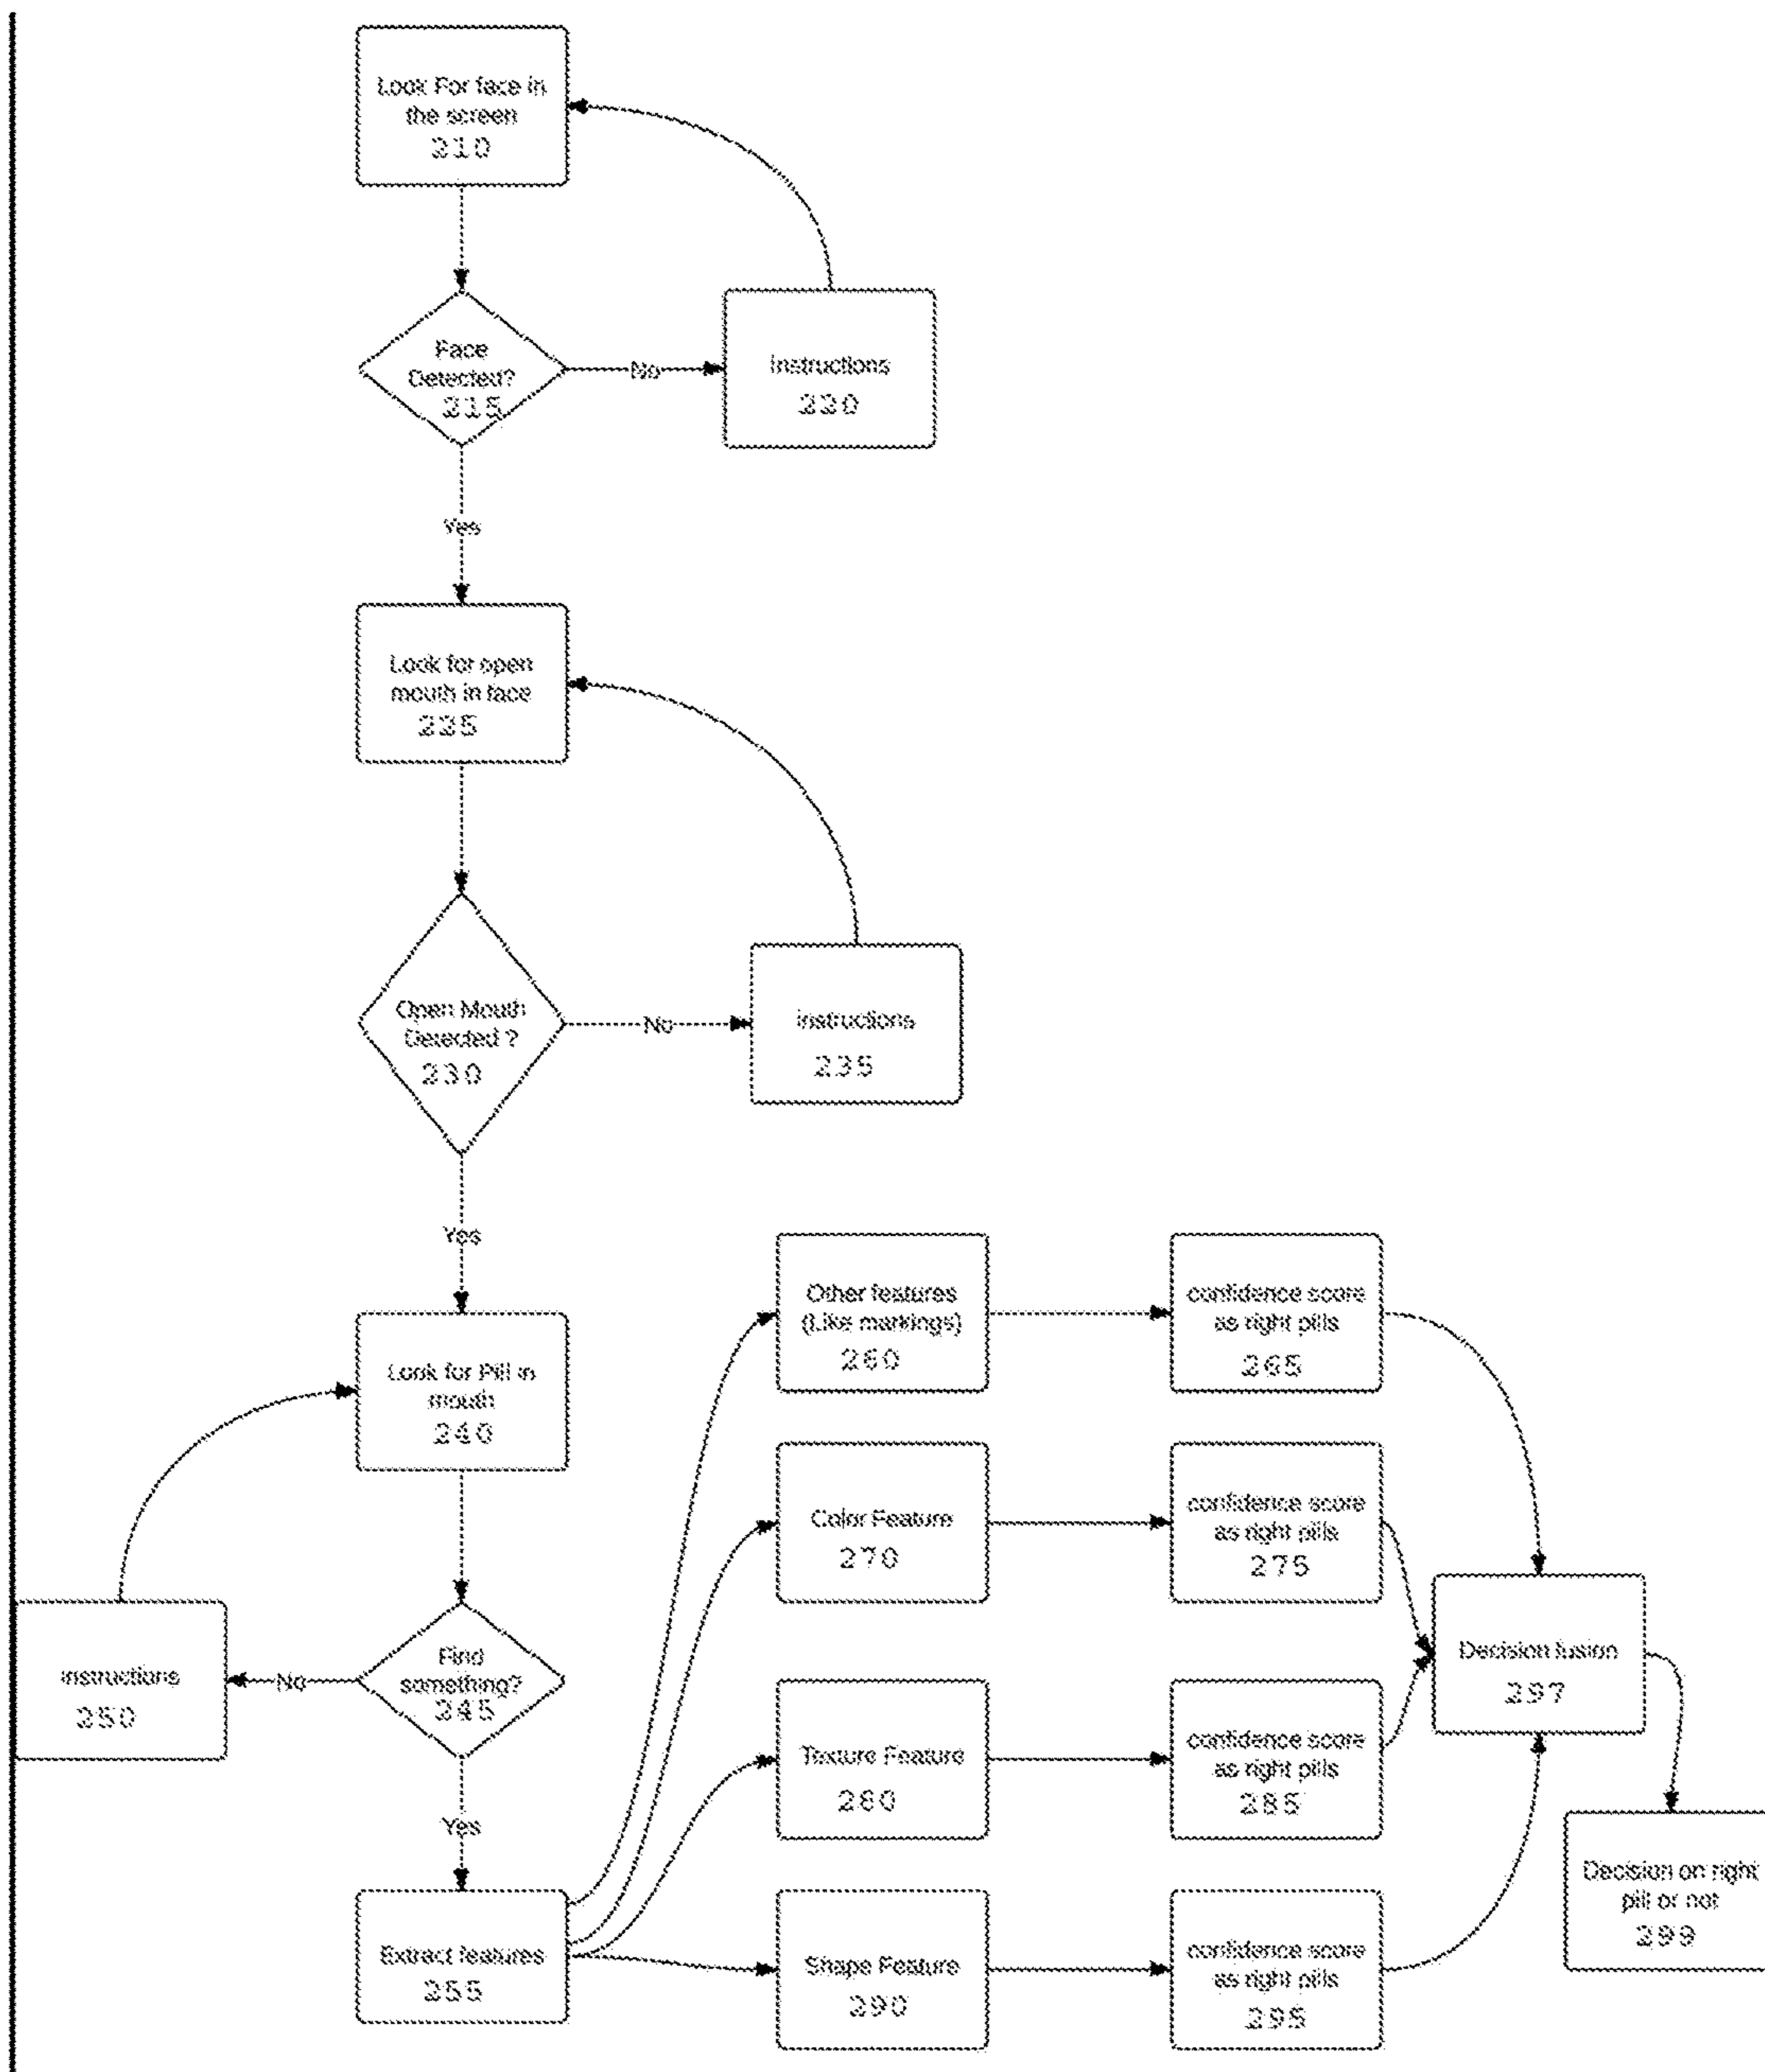 Look For face in
the screen
210
Face
Detected?
215
No
Instructions
220
Yes
Look for open
mouth in face
225
Open Mouth
Detected ?
230
No
instructions
235
Yes
Look for Pill in
mouth
240
Find
something?
245
No
instructions
250
Yes
Extract features
255
Other features
(Like markings)
260
confidence score
as right pills
265
Color Feature
270
confidence score
as right pills
275
Texture Feature
280
confidence score
as right pills
285
Shape Feature
290
confidence score
as right pills
295
Decision fusion
297
Decision on right
pill or not
299